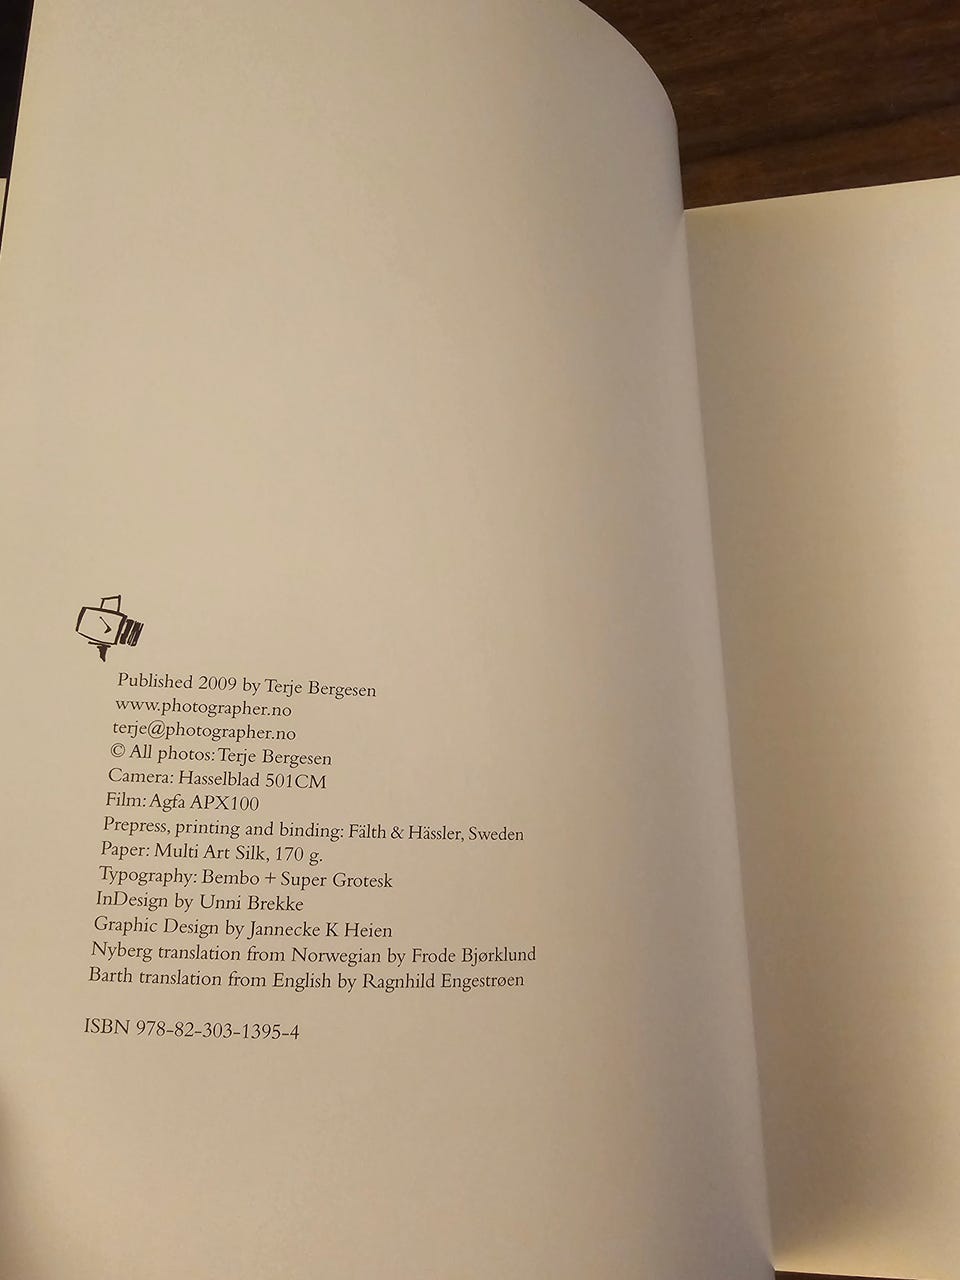 Published 2009 by Terje Bergesen
www.photographer.no
terje@photographer.no
© All photos: Terje Bergesen
Camera: Hasselblad 501CM
Film: Agfa APX100
Prepress, printing and binding: Fälth & Hässler, Sweden
Paper: Multi Art Silk, 170 g.
Typography: Bembo + Super Grotesk
InDesign by Unni Brekke
Graphic Design by Jannecke K Heien
Nyberg translation from Norwegian by Frode Bjørklund
Barth translation from English by Ragnhild Engestrøen
ISBN 978-82-303-1395-4